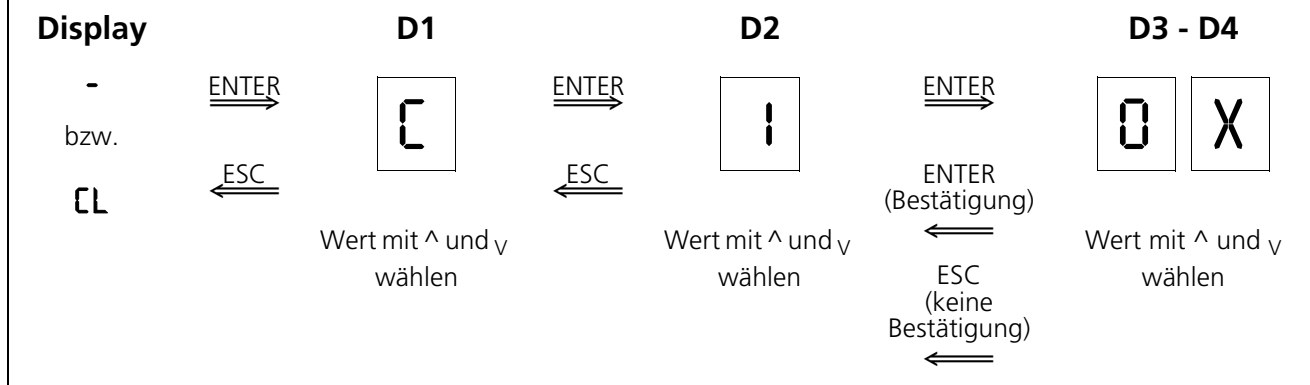 Display D1 D2 D3 - D4
- ENTER C ENTER 1 ENTER 0 X
bzw.
ESC ESC ENTER
CL (Bestätigung)
Wert mit ^ und v Wert mit ^ und v Wert mit ^ und v
wählen wählen ESC wählen
(keine
Bestätigung)